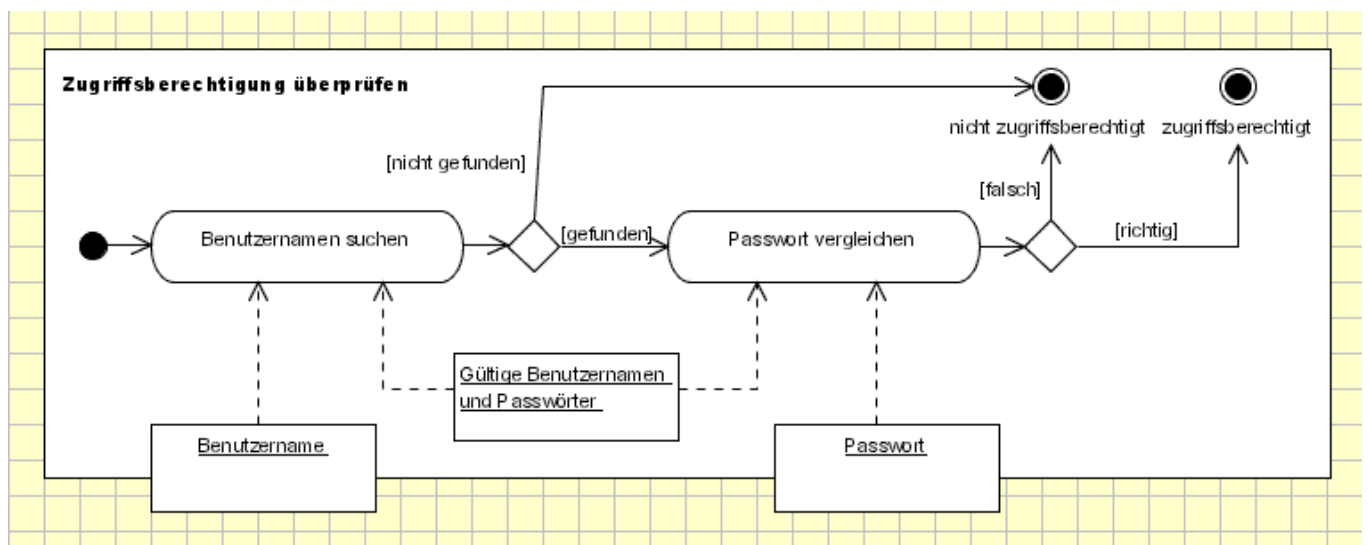 Zugriffsberechtigung überprüfen
nicht zugriffsberechtigt
zugriffsberechtigt
[nicht gefunden]
[falsch]
Benutzernamen suchen
[gefunden]
Passwort vergleichen
[richtig]
Gültige Benutzernamen
und Passwörter
Benutzername
Passwort